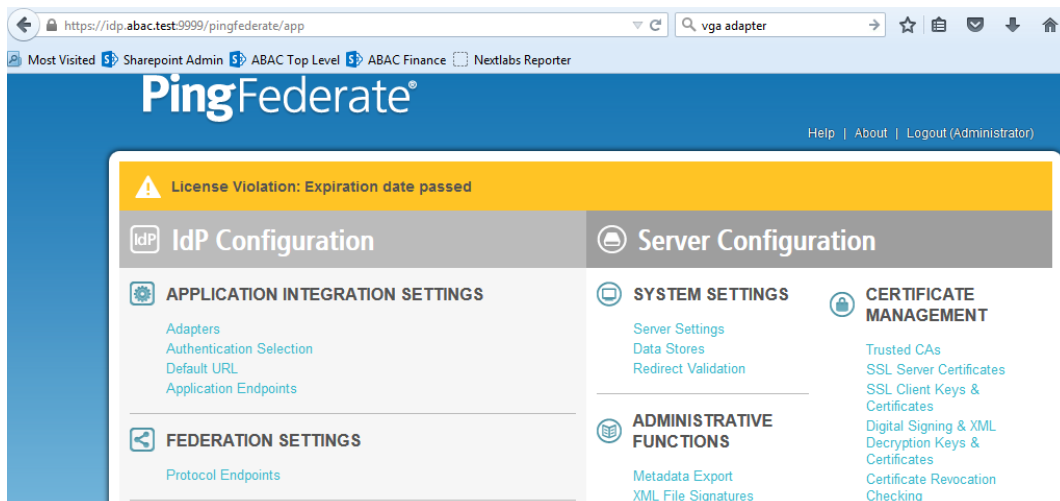 https://idp.abac.test:9999/pingfederate/app
vga adapter
Most Visited Sharepoint Admin ABAC Top Level ABAC Finance Nextlabs Reporter
PingFederate®
Help | About | Logout (Administrator)
License Violation: Expiration date passed
IdP IdP Configuration
APPLICATION INTEGRATION SETTINGS
Adapters
Authentication Selection
Default URL
Application Endpoints
FEDERATION SETTINGS
Protocol Endpoints
Server Configuration
SYSTEM SETTINGS
Server Settings
Data Stores
Redirect Validation
ADMINISTRATIVE
FUNCTIONS
Metadata Export
XML File Signatures
CERTIFICATE
MANAGEMENT
Trusted CAs
SSL Server Certificates
SSL Client Keys &
Certificates
Digital Signing & XML
Decryption Keys &
Certificates
Certificate Revocation
Checking